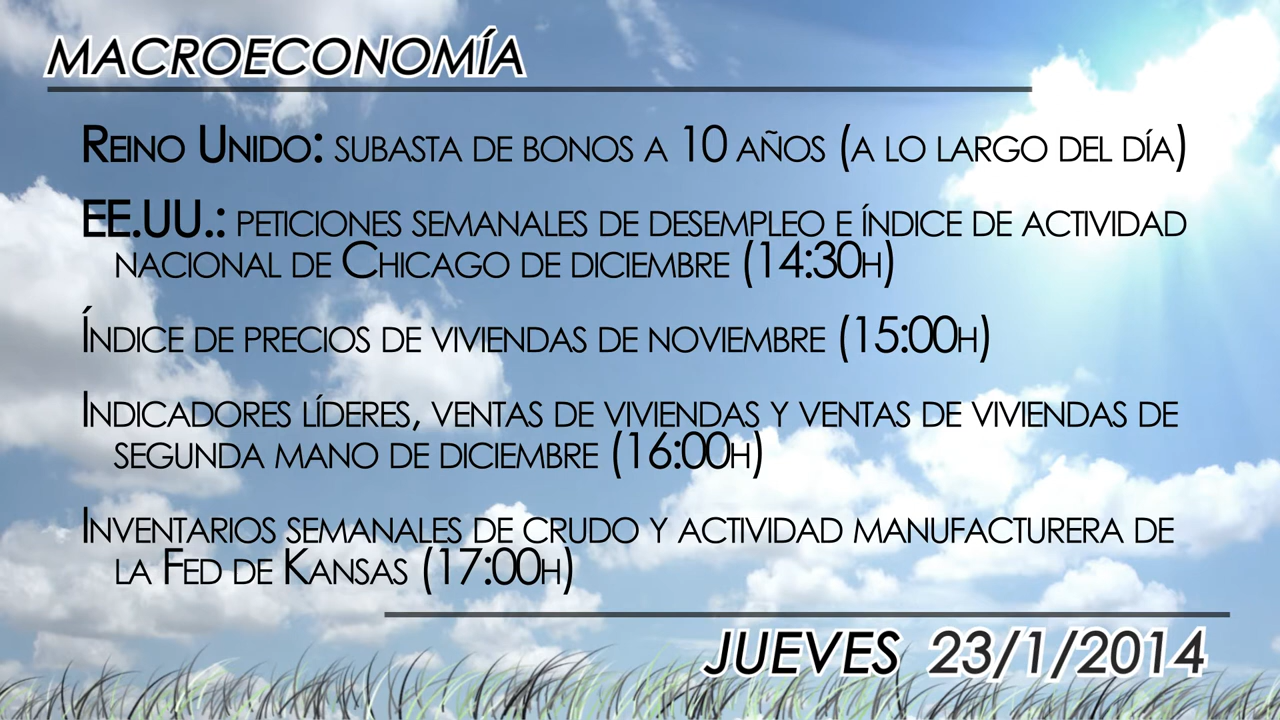 MACROECONOMÍA
REINO UNIDO: SUBASTA DE BONOS A 10 AÑOS (A LO LARGO DEL DÍA)
EE.UU.: PETICIONES SEMANALES DE DESEMPLEO E ÍNDICE DE ACTIVIDAD
NACIONAL DE CHICAGO DE DICIEMBRE (14:30H)
ÍNDICE DE PRECIOS DE VIVIENDAS DE NOVIEMBRE (15:00H)
INDICADORES LÍDERES, VENTAS DE VIVIENDAS Y VENTAS DE VIVIENDAS DE
SEGUNDA MANO DE DICIEMBRE (16:00H)
INVENTARIOS SEMANALES DE CRUDO Y ACTIVIDAD MANUFACTURERA DE
LA FED DE KANSAS (17:00H)
JUEVES 23/1/2014